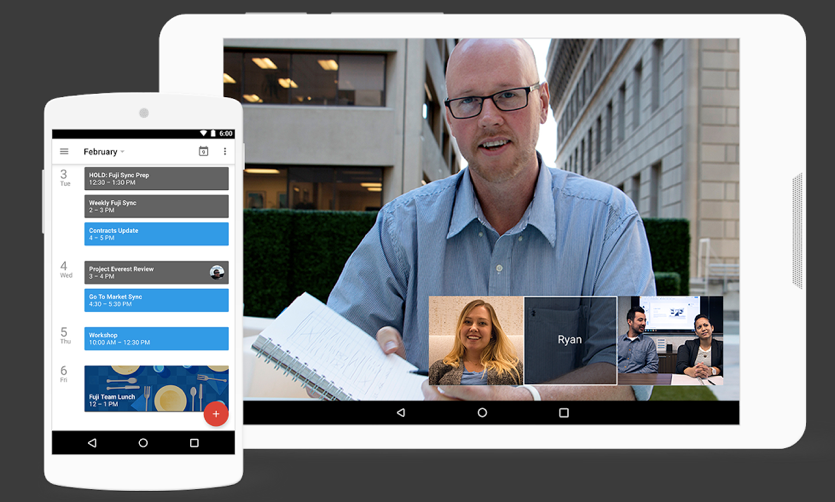 6:00
February
9
3
Tue
HOLD: Fuji Sync Prep
12:30 – 1:30 PM
Weekly Fuji Sync
2 – 3 PM
Contracts Update
4 – 5 PM
4
Wed
Project Everest Review
3 – 4 PM
Go To Market Sync
4:30 – 5:30 PM
5
Thu
Workshop
10:00 AM – 12:30 PM
6
Fri
Fuji Team Lunch
12 – 1 PM
Ryan